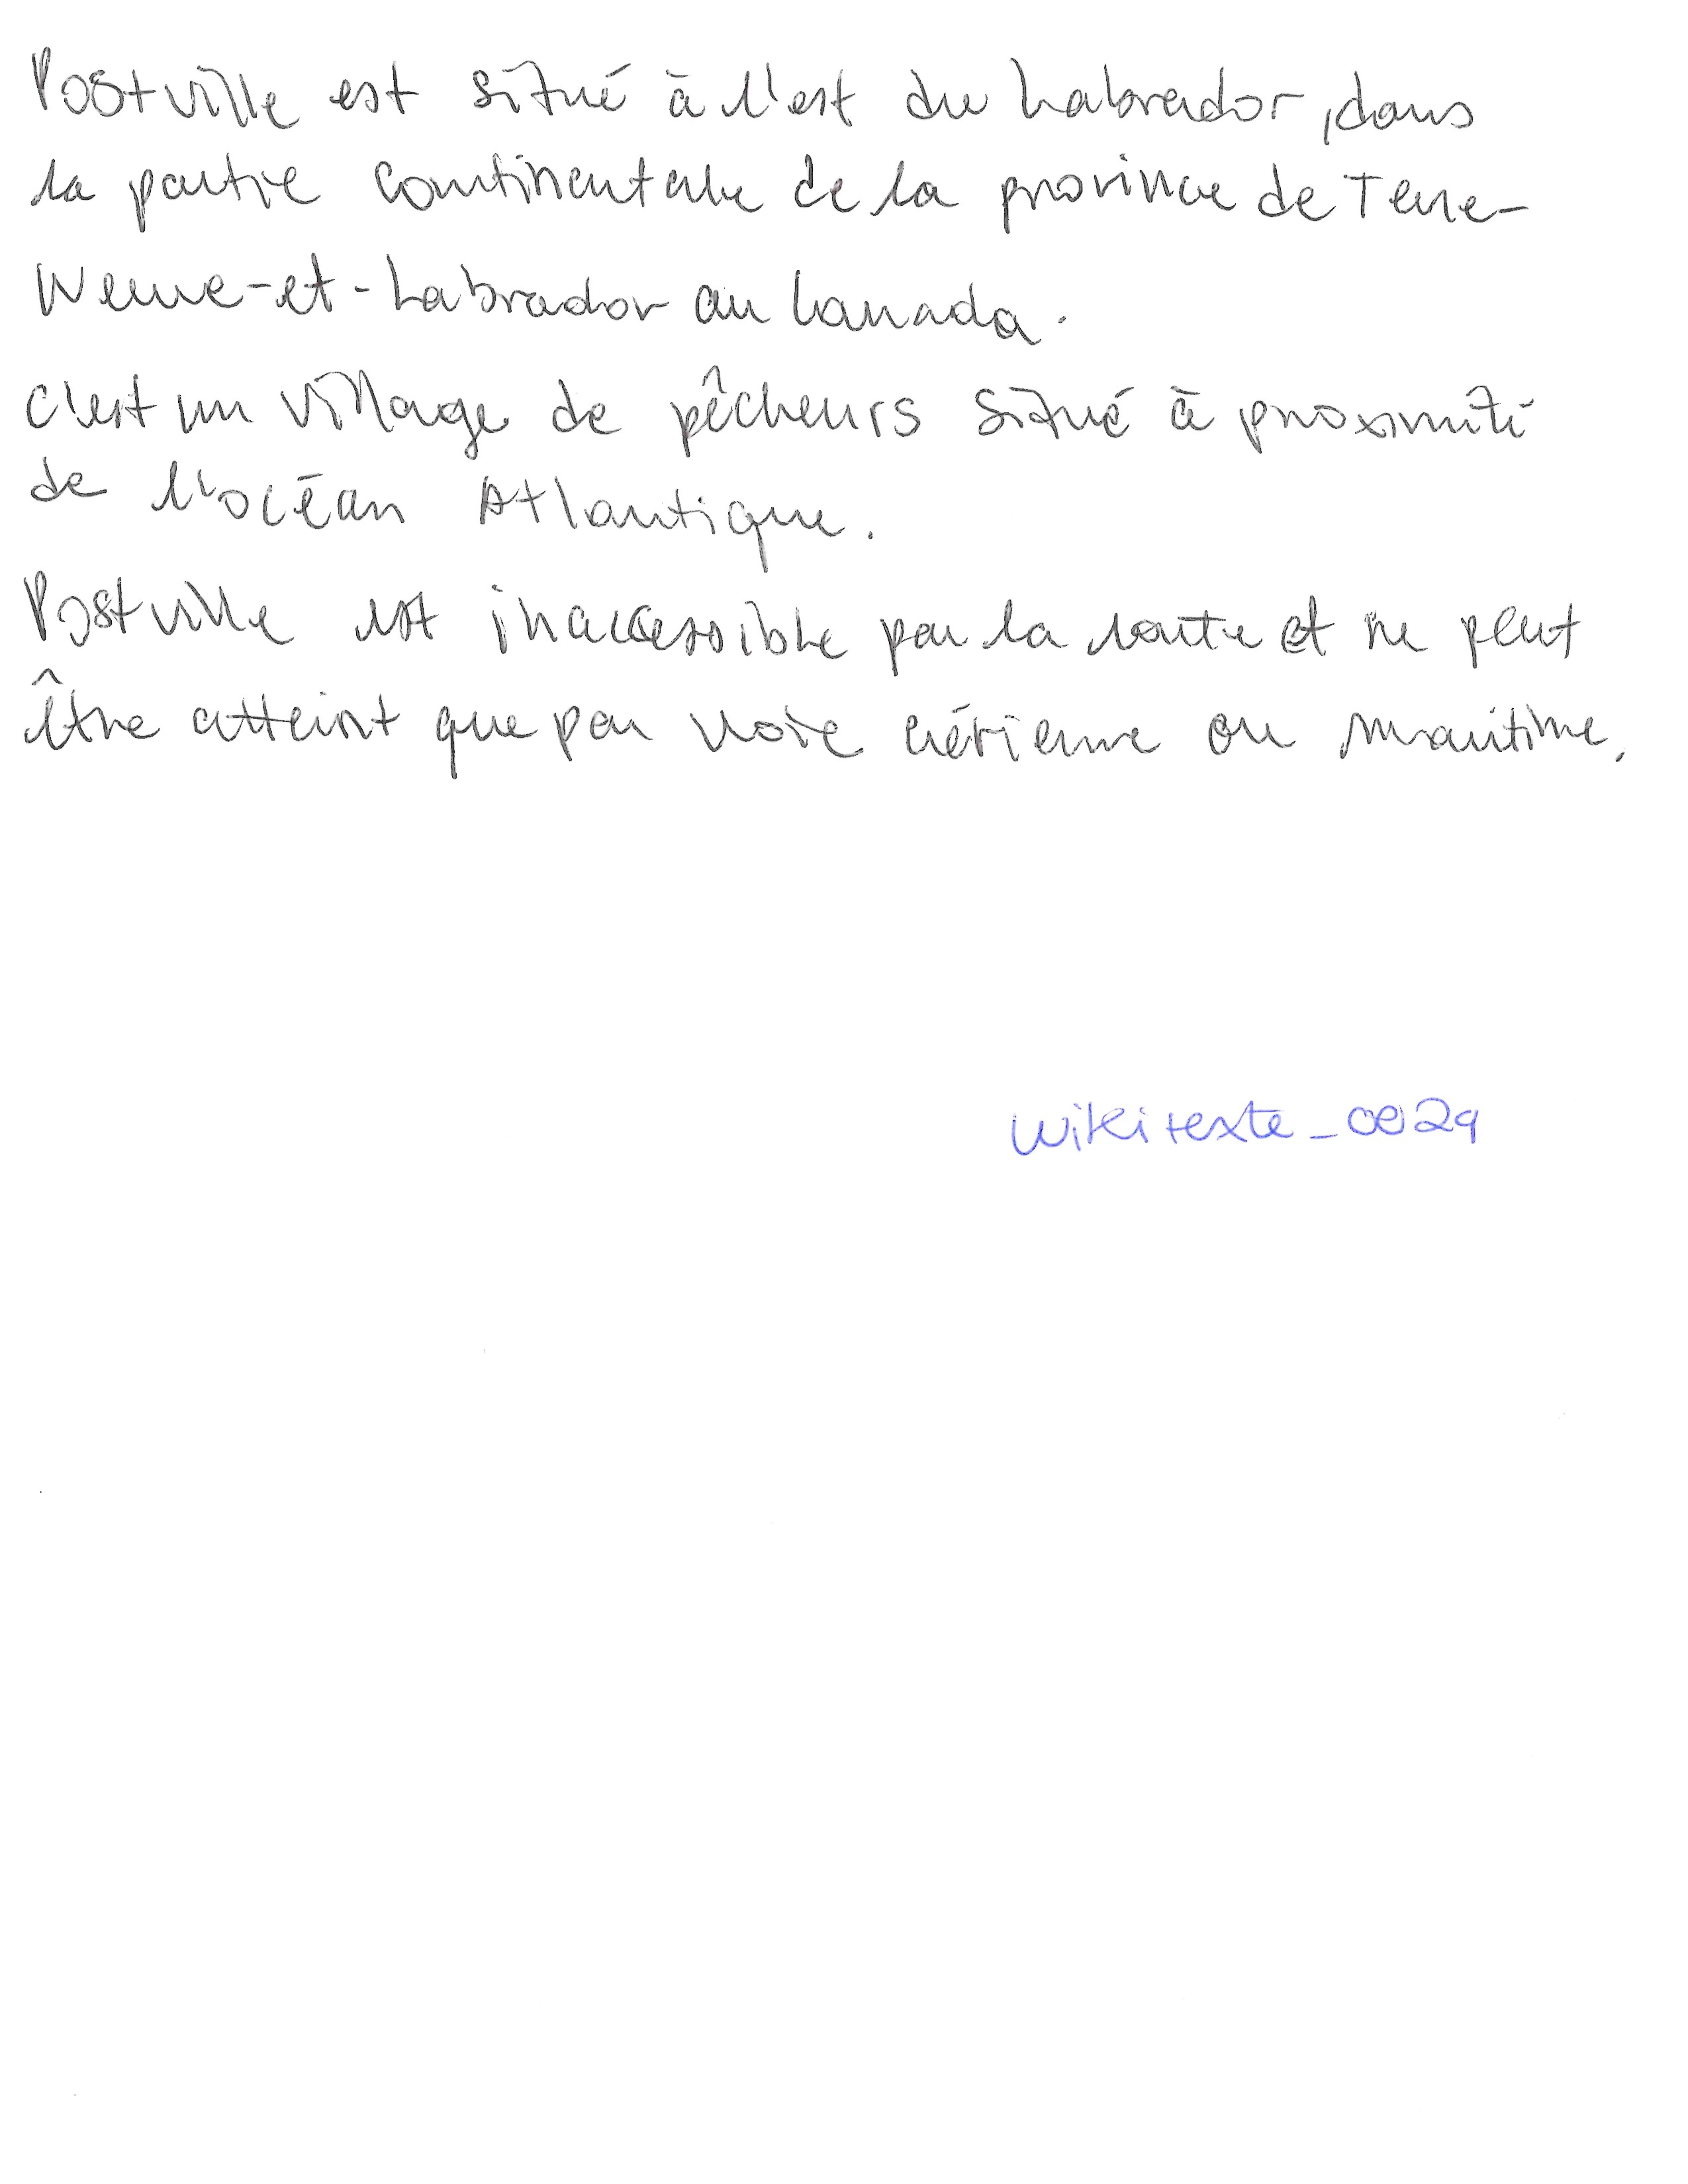 Postville est situé à l'est du Labrador, dans
la partie continentale de la province de Terre-
Neuve-et-Labrador au Canada.
C'est un village de pêcheurs situé à proximité
de l'océan Atlantique.
Postville est inaccessible par la route et ne peut
être atteint que par voie aérienne ou maritime.
wikitexte_0029